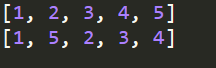 [1, 2, 3, 4, 5]
[1, 5, 2, 3, 4]